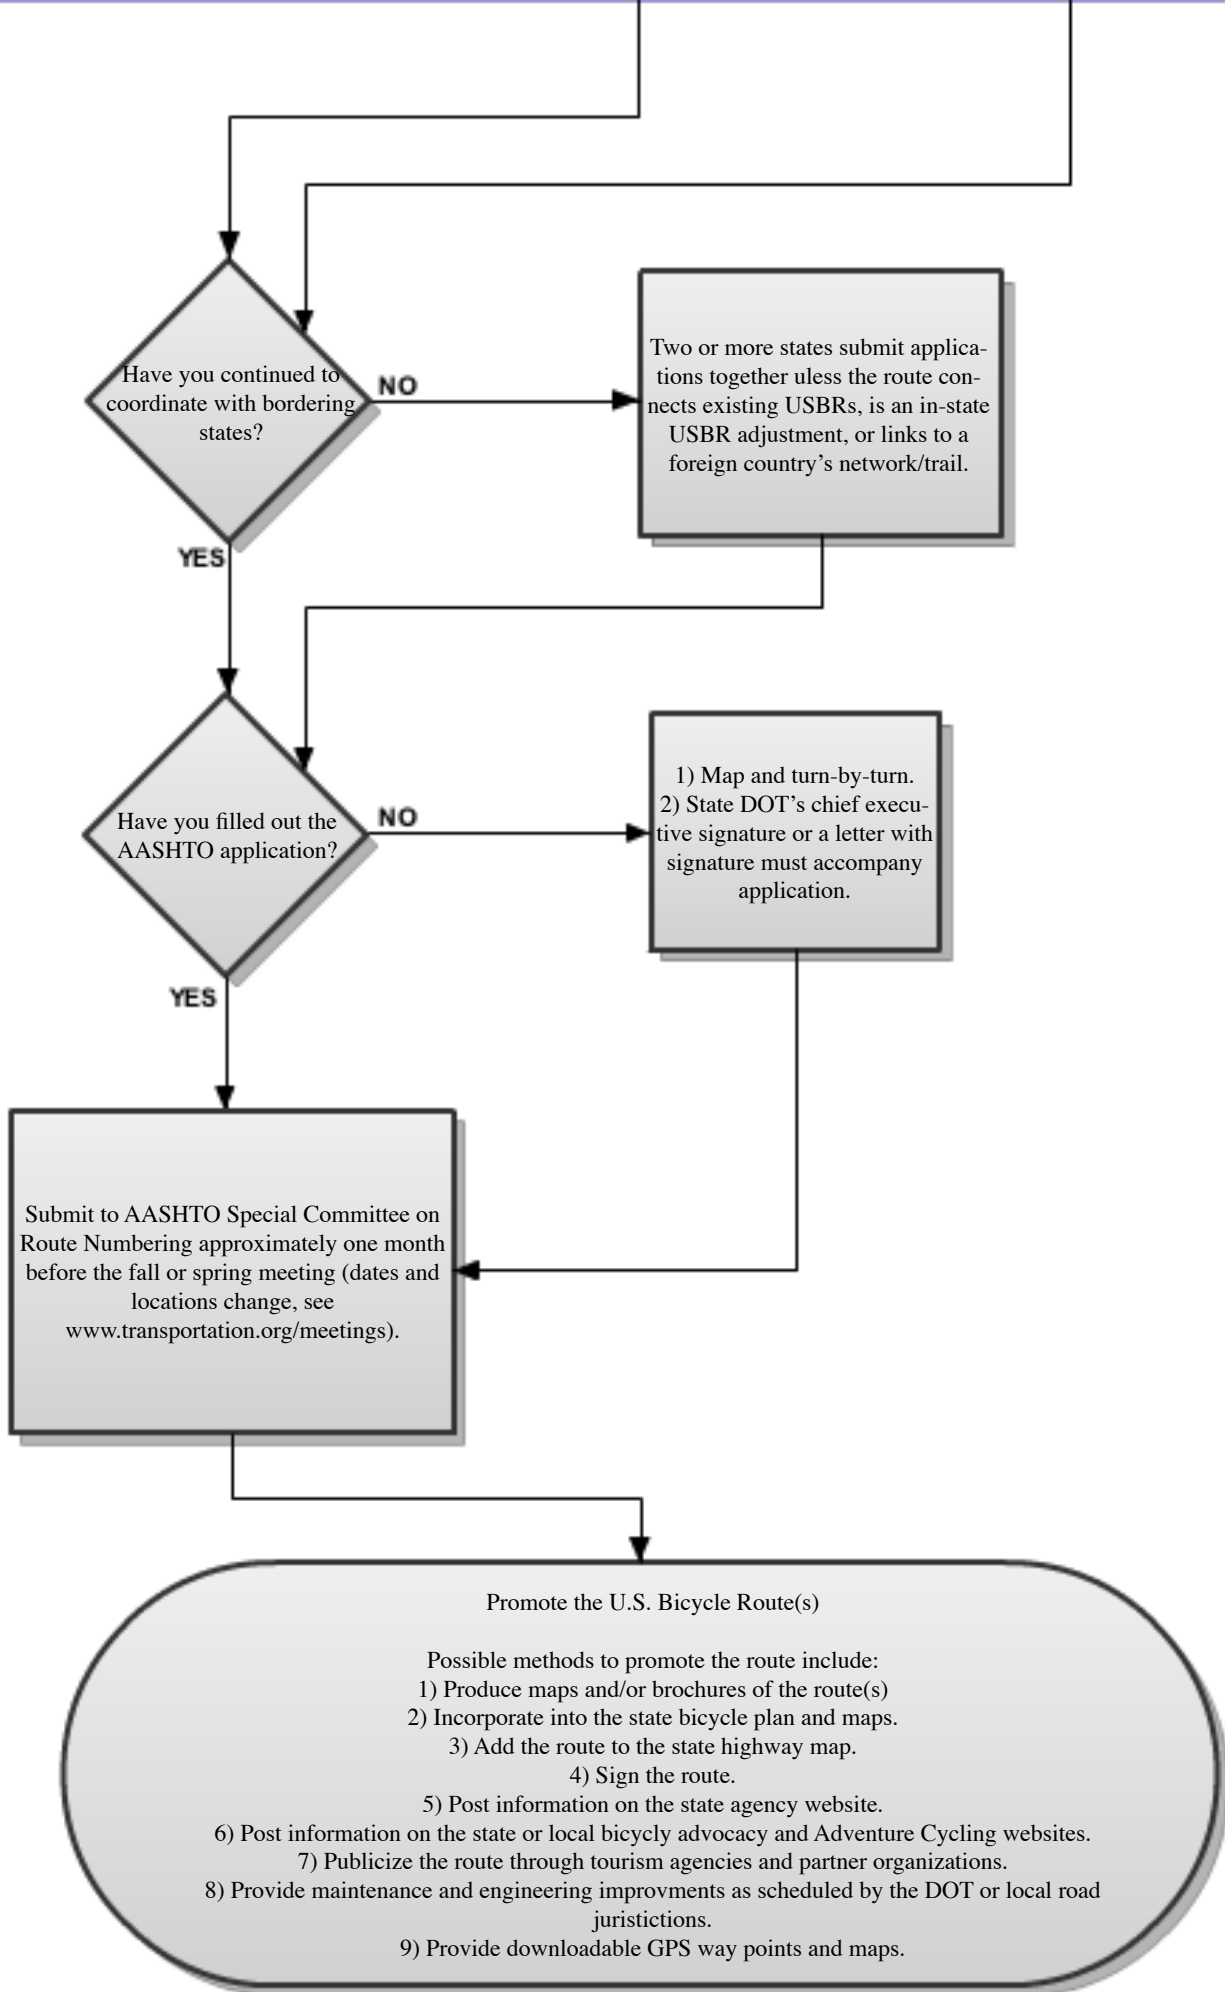 Have you continued to
coordinate with bordering
states?
NO
Two or more states submit applica-
tions together uless the route con-
nects existing USBRs, is an in-state
USBR adjustment, or links to a
foreign country’s network/trail.
YES
Have you filled out the
AASHTO application?
NO
1) Map and turn-by-turn.
2) State DOT’s chief execu-
tive signature or a letter with
signature must accompany
application.
YES
Submit to AASHTO Special Committee on
Route Numbering approximately one month
before the fall or spring meeting (dates and
locations change, see
www.transportation.org/meetings).
Promote the U.S. Bicycle Route(s)
Possible methods to promote the route include:
1) Produce maps and/or brochures of the route(s)
2) Incorporate into the state bicycle plan and maps.
3) Add the route to the state highway map.
4) Sign the route.
5) Post information on the state agency website.
6) Post information on the state or local bicycly advocacy and Adventure Cycling websites.
7) Publicize the route through tourism agencies and partner organizations.
8) Provide maintenance and engineering improvments as scheduled by the DOT or local road
juristictions.
9) Provide downloadable GPS way points and maps.